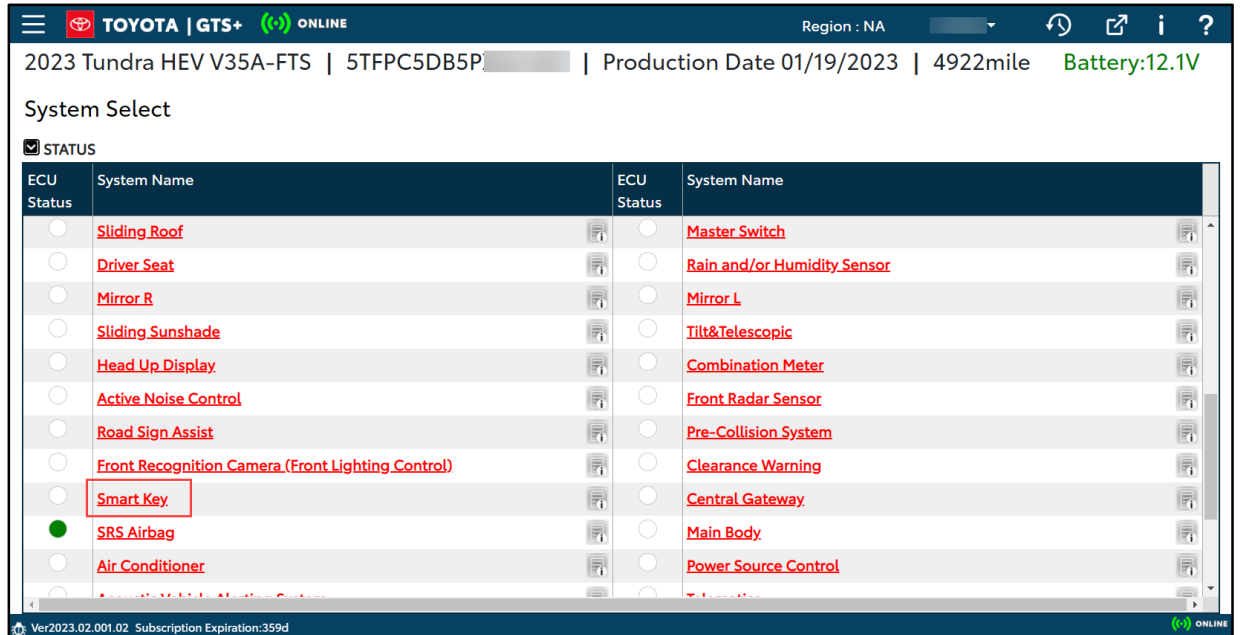 TOYOTA | GTS+ ONLINE Region : NA i ?
2023 Tundra HEV V35A-FTS | 5TFPC5DB5P | Production Date 01/19/2023 | 4922mile Battery:12.1V
System Select
STATUS
ECU Status System Name ECU Status System Name
Sliding Roof Master Switch
Driver Seat Rain and/or Humidity Sensor
Mirror R Mirror L
Sliding Sunshade Tilt&Telescopic
Head Up Display Combination Meter
Active Noise Control Front Radar Sensor
Road Sign Assist Pre-Collision System
Front Recognition Camera (Front Lighting Control) Clearance Warning
Smart Key Central Gateway
SRS Airbag Main Body
Air Conditioner Power Source Control
Ver2023.02.001.02 Subscription Expiration:359d ONLINE